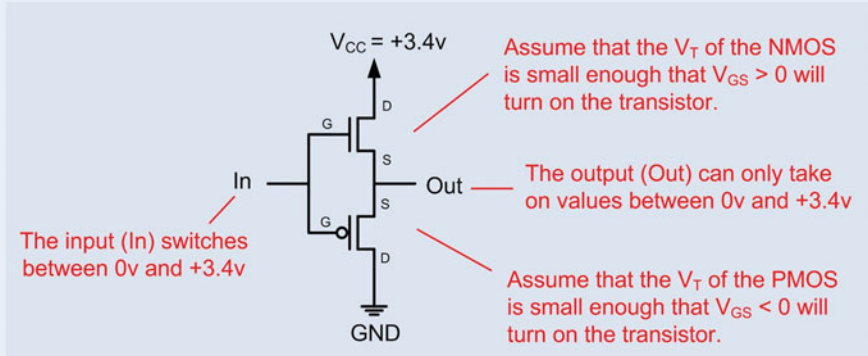 V_CC = +3.4v
Assume that the V_T of the NMOS
is small enough that V_GS > 0 will
turn on the transistor.
D
G
S
In
Out
The output (Out) can only take
on values between 0v and +3.4v
S
G
D
The input (In) switches
between 0v and +3.4v
Assume that the V_T of the PMOS
is small enough that V_GS < 0 will
turn on the transistor.
GND